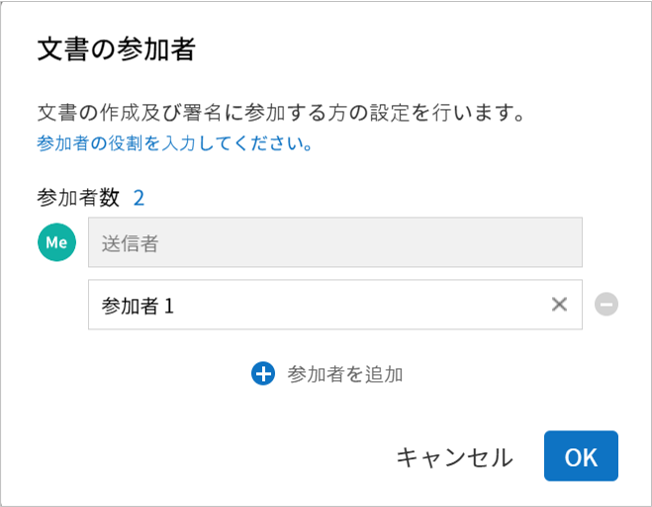 文書の参加者
文書の作成及び署名に参加する方の設定を行います。
参加者の役割を入力してください。
参加者数 2
Me 送信者
参加者 1
参加者を追加
キャンセル OK